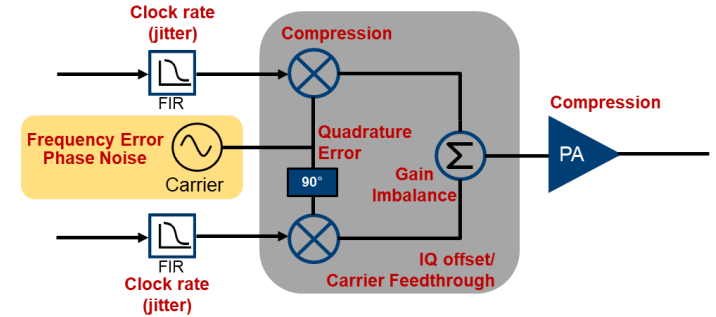 Clock rate
(jitter)
FIR
Compression
Compression
Frequency Error
Phase Noise
Carrier
Quadrature
Error
90°
Σ
Gain
Imbalance
PA
FIR
Clock rate
(jitter)
IQ offset/
Carrier Feedthrough